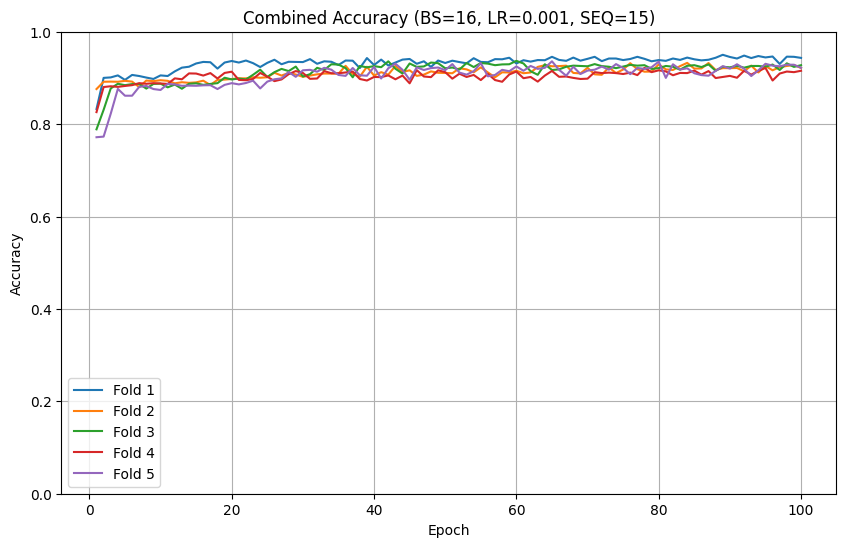 Combined Accuracy (BS=16, LR=0.001, SEQ=15)
Accuracy
1.0
0.8
0.6
0.4
0.2
0.0
Fold 1
Fold 2
Fold 3
Fold 4
Fold 5
0 20 40 60 80 100
Epoch